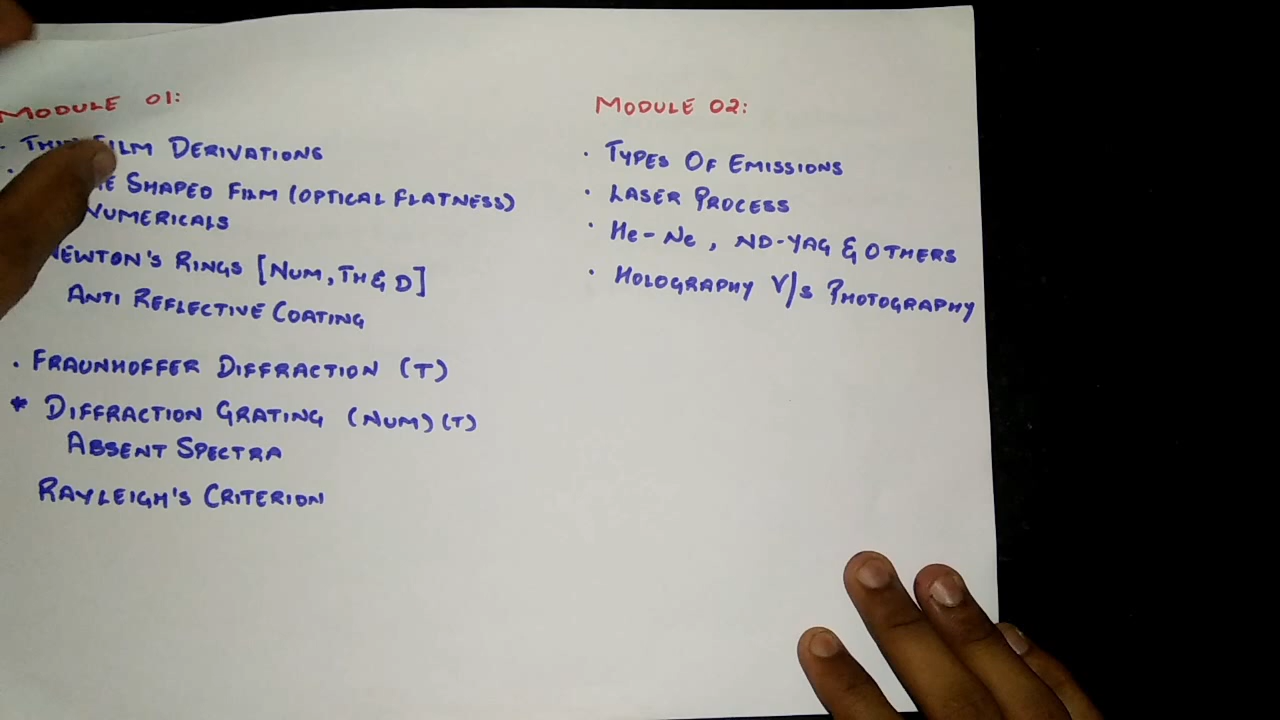 MODULE 01:
. FILM DERIVATIONS
. SHAPED FILM (OPTICAL FLATNESS)
NUMERICALS
NEWTON'S RINGS [NUM, TH & D]
ANTI REFLECTIVE COATING
. FRAUNHOFFER DIFFRACTION (T)
* DIFFRACTION GRATING (NUM) (T)
ABSENT SPECTRA
RAYLEIGH'S CRITERION
MODULE 02:
. TYPES OF EMISSIONS
. LASER PROCESS
. He-Ne, ND-YAG & OTHERS
. HOLOGRAPHY V/s PHOTOGRAPHY